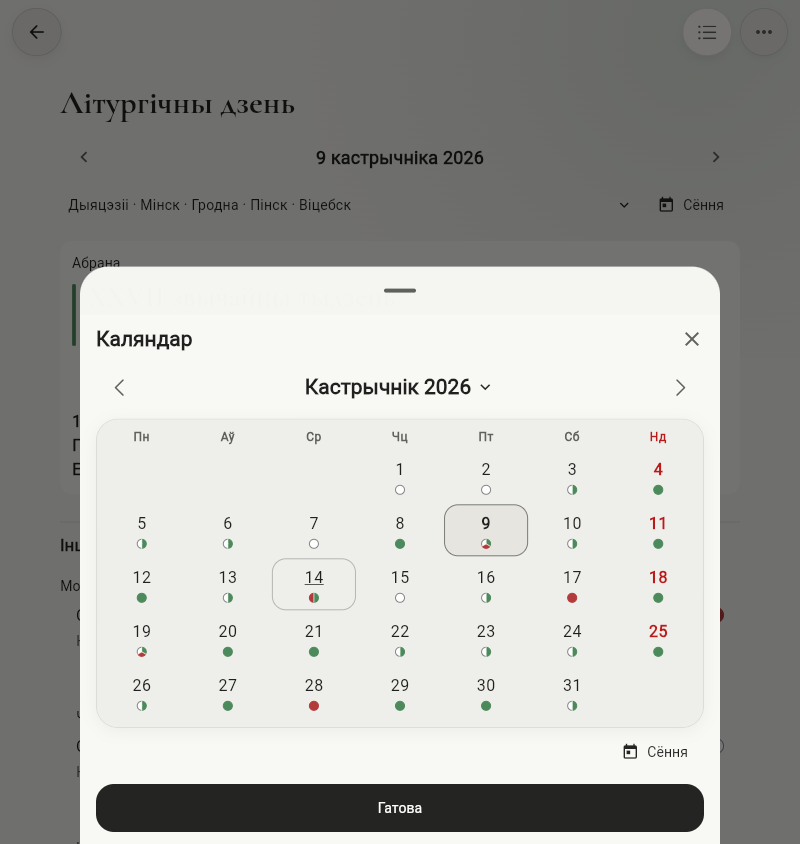 Літургічны дзень
9 кастрычніка 2026
Дыяцэзіі · Мінск · Гродна · Пінск · Віцебск
Сёння
Абрана
Каляндар
Кастрычнік 2026
Пн Аў Ср Чц Пт Сб Нд
1 2 3 4
5 6 7 8 9 10 11
12 13 14 15 16 17 18
19 20 21 22 23 24 25
26 27 28 29 30 31
Сёння
Гатова